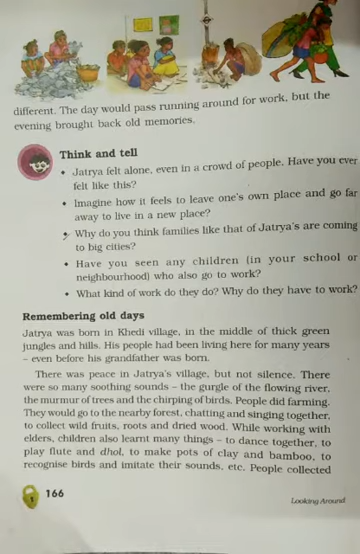 different. The day would pass running around for work, but the
evening brought back old memories.
Think and tell
• Jatrya felt alone, even in a crowd of people. Have you ever
felt like this?
• Imagine how it feels to leave one's own place and go far
away to live in a new place?
• Why do you think families like that of Jatrya's are coming
to big cities?
• Have you seen any children (in your school or
neighbourhood) who also go to work?
• What kind of work do they do? Why do they have to work?
Remembering old days
Jatrya was born in Khedi village, in the middle of thick green
jungles and hills. His people had been living here for many years
– even before his grandfather was born.
There was peace in Jatrya's village, but not silence. There
were so many soothing sounds – the gurgle of the flowing river,
the murmur of trees and the chirping of birds. People did farming.
They would go to the nearby forest, chatting and singing together,
to collect wild fruits, roots and dried wood. While working with
elders, children also learnt many things – to dance together, to
play flute and dhol, to make pots of clay and bamboo, to
recognise birds and imitate their sounds, etc. People collected
166
Looking Around